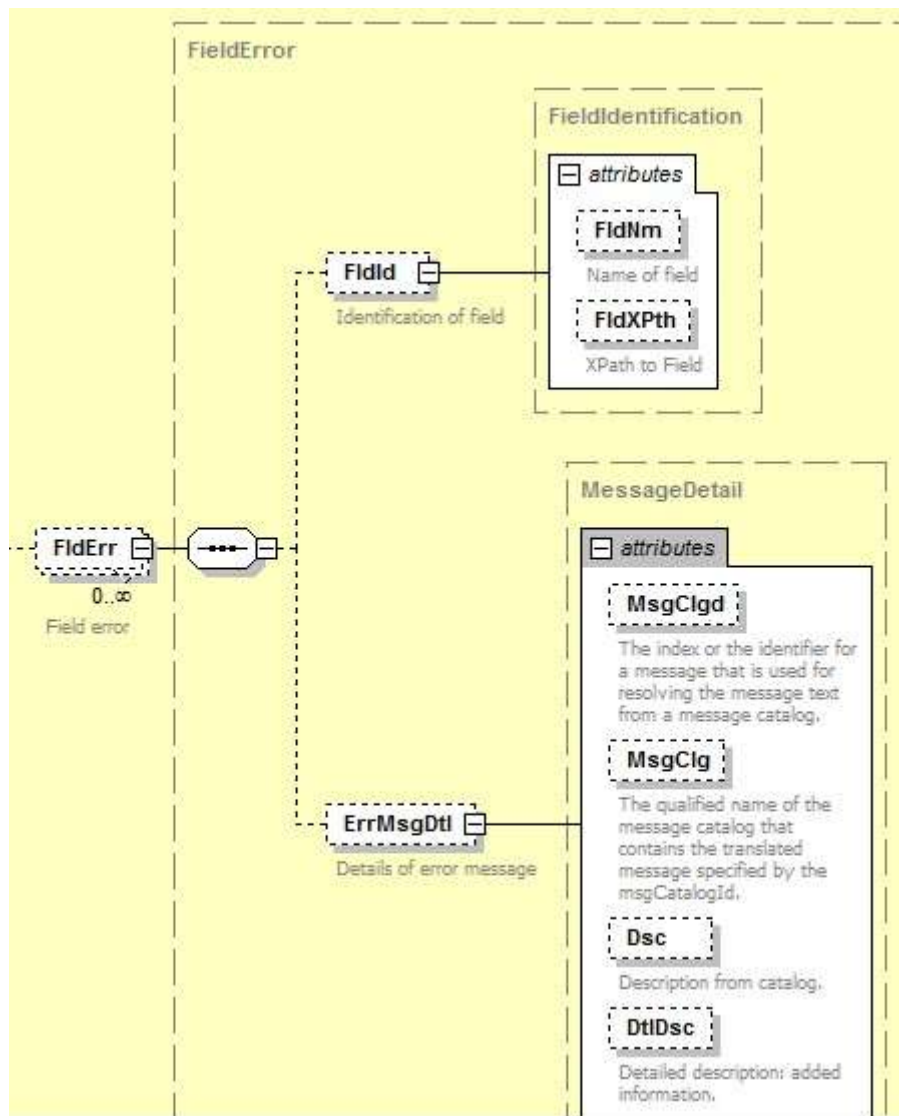 FieldError
FieldIdentification
attributes
FldNm
Name of field
FldXPth
XPath to Field
FldId
Identification of field
MessageDetail
attributes
FldErr
0..∞
Field error
MsgClgd
The index or the identifier for
a message that is used for
resolving the message text
from a message catalog.
MsgClg
The qualified name of the
message catalog that
contains the translated
message specified by the
msgCatalogId.
ErrMsgDtl
Details of error message
Dsc
Description from catalog.
DtlDsc
Detailed description: added
information.